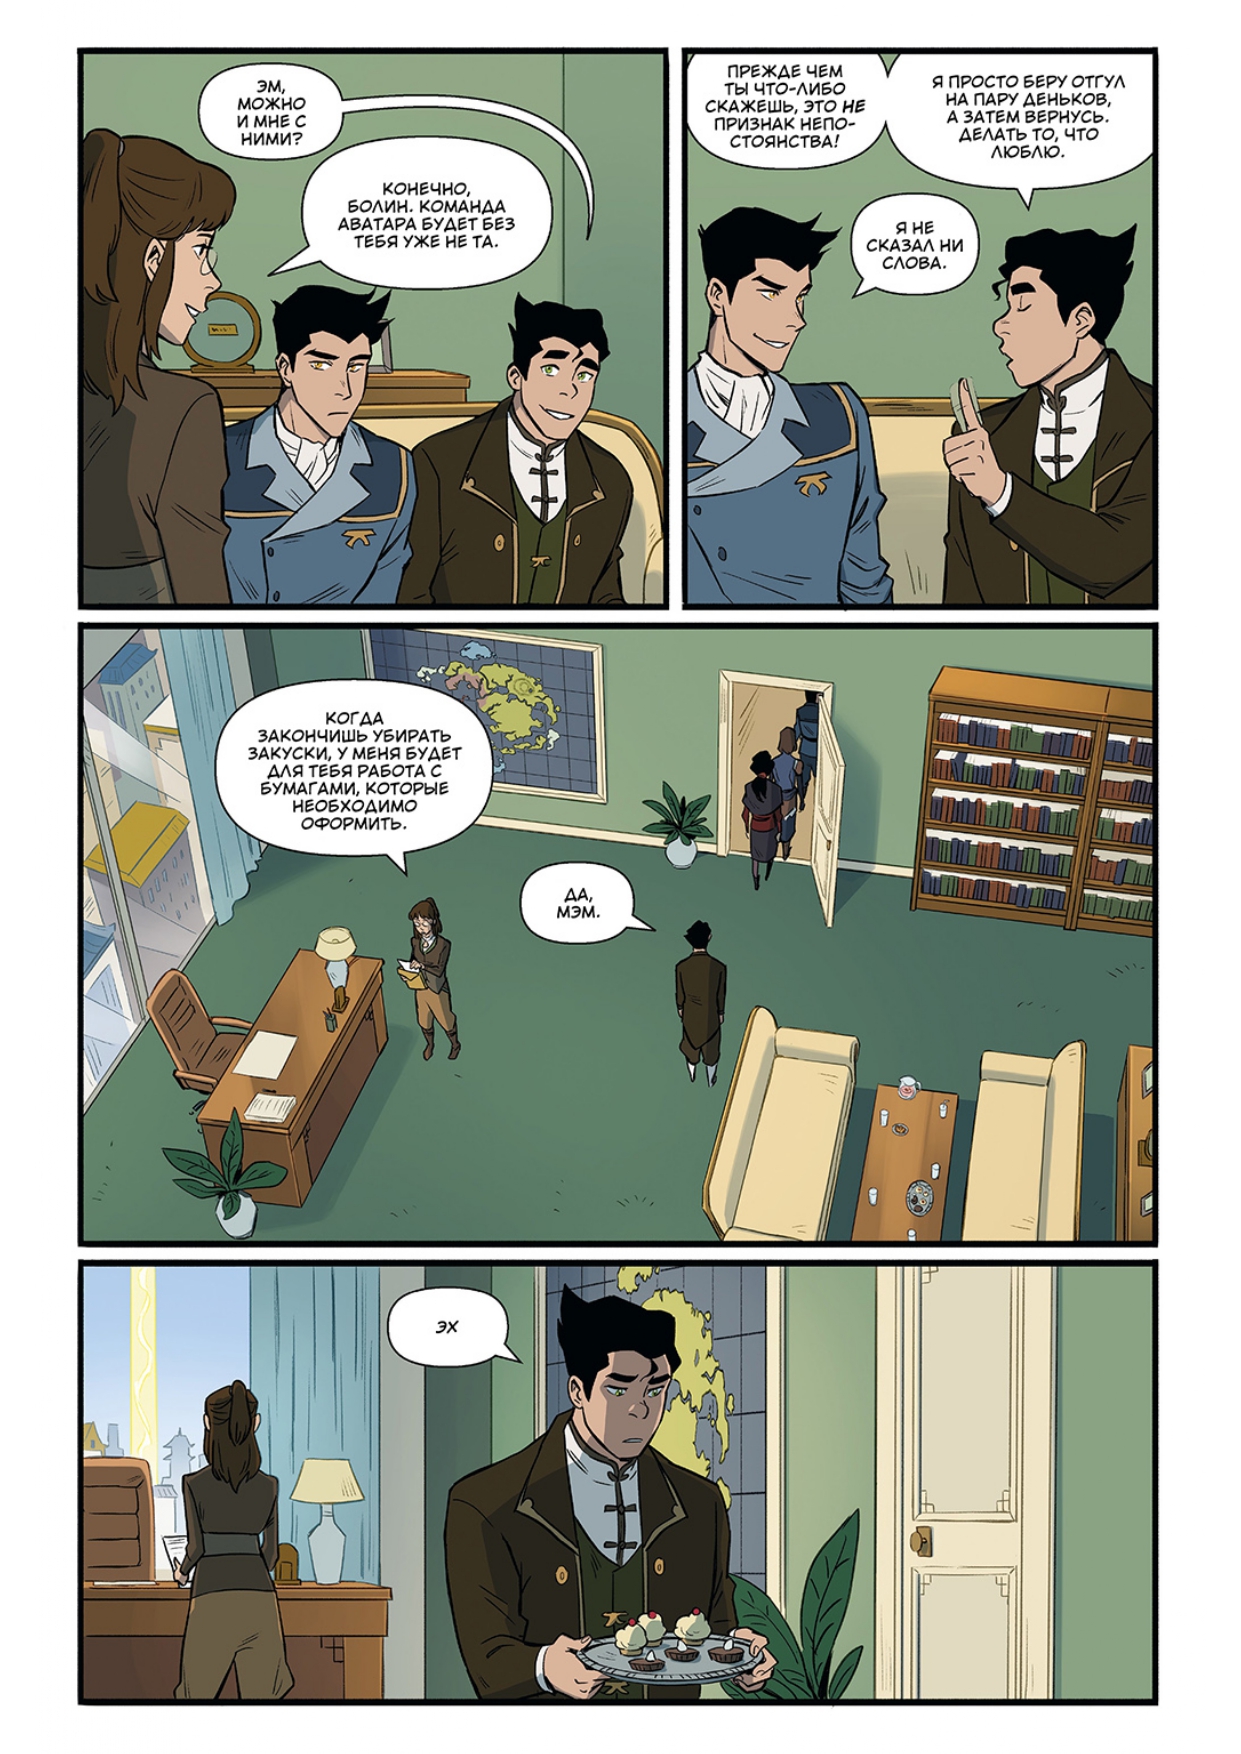 ЭМ,
МОЖНО
И МНЕ С
НИМИ?
КОНЕЧНО,
БОЛИН. КОМАНДА
АВАТАРА БУДЕТ БЕЗ
ТЕБЯ УЖЕ НЕ ТА.
ПРЕЖДЕ ЧЕМ
ТЫ ЧТО-ЛИБО
СКАЖЕШЬ, ЭТО НЕ
ПРИЗНАК НЕПО-
СТОЯНСТВА!
Я ПРОСТО БЕРУ ОТГУЛ
НА ПАРУ ДЕНЬКОВ,
А ЗАТЕМ ВЕРНУСЬ.
ДЕЛАТЬ ТО, ЧТО
ЛЮБЛЮ.
Я НЕ
СКАЗАЛ НИ
СЛОВА.
КОГДА
ЗАКОНЧИШЬ УБИРАТЬ
ЗАКУСКИ, У МЕНЯ БУДЕТ
ДЛЯ ТЕБЯ РАБОТА С
БУМАГАМИ, КОТОРЫЕ
НЕОБХОДИМО
ОФОРМИТЬ.
ДА,
МЭМ.
ЭХ